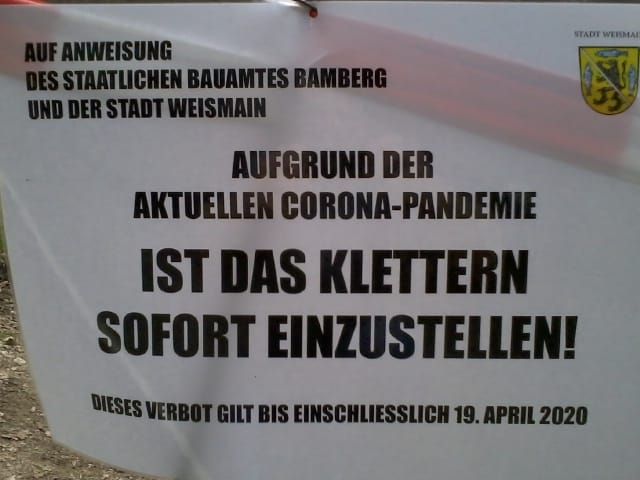 STADT WEISMAIN
AUF ANWEISUNG
DES STAATLICHEN BAUAMTES BAMBERG
UND DER STADT WEISMAIN
AUFGRUND DER
AKTUELLEN CORONA-PANDEMIE
IST DAS KLETTERN
SOFORT EINZUSTELLEN!
DIESES VERBOT GILT BIS EINSCHLIESSLICH 19. APRIL 2020